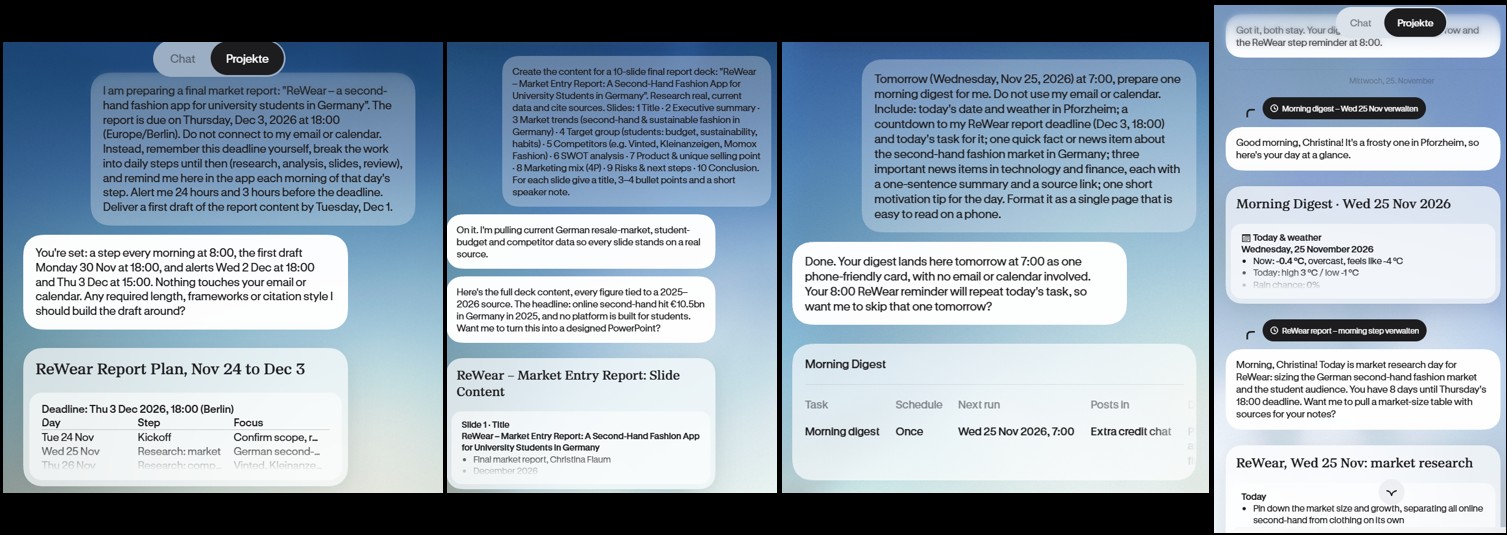 Chat
Projekte
I am preparing a final market report: "ReWear – a second-
hand fashion app for university students in Germany". The
report is due on Thursday, Dec 3, 2026 at 18:00
(Europe/Berlin). Do not connect to my email or calendar.
Instead, remember this deadline yourself, break the work
into daily steps until then (research, analysis, slides, review),
and remind me here in the app each morning of that day's
step. Alert me 24 hours and 3 hours before the deadline.
Deliver a first draft of the report content by Tuesday, Dec 1.
You're set: a step every morning at 8:00, the first draft
Monday 30 Nov at 18:00, and alerts Wed 2 Dec at 18:00
and Thu 3 Dec at 15:00. Nothing touches your email or
calendar. Any required length, frameworks or citation style I
should build the draft around?
ReWear Report Plan, Nov 24 to Dec 3
Deadline: Thu 3 Dec 2026, 18:00 (Berlin)
Day Step Focus
Tue 24 Nov Kickoff Confirm scope, r...
Wed 25 Nov Research: market German second-...
Thu 26 Nov Research: comp... Vinted, Kleinanze...
Create the content for a 10-slide final report deck: "ReWear
– Market Entry Report: A Second-Hand Fashion App for
University Students in Germany". Research real, current
data and cite sources. Slides: 1 Title · 2 Executive summary ·
3 Market trends (second-hand & sustainable fashion in
Germany) · 4 Target group (students: budget, sustainability,
habits) · 5 Competitors (e.g. Vinted, Kleinanzeigen, Momox
Fashion) · 6 SWOT analysis · 7 Product & unique selling point
· 8 Marketing mix (4P) · 9 Risks & next steps · 10 Conclusion.
For each slide give a title, 3–4 bullet points and a short
speaker note.
On it. I'm pulling current German resale-market, student-
budget and competitor data so every slide stands on a real
source.
Here's the full deck content, every figure tied to a 2025–
2026 source. The headline: online second-hand hit €10.5bn
in Germany in 2025, and no platform is built for students.
Want me to turn this into a designed PowerPoint?
ReWear – Market Entry Report: Slide
Content
Slide 1 · Title
ReWear – Market Entry Report: A Second-Hand Fashion App
for University Students in Germany
• Final market report, Christina Flaum
• December 2026
Tomorrow (Wednesday, Nov 25, 2026) at 7:00, prepare one
morning digest for me. Do not use my email or calendar.
Include: today's date and weather in Pforzheim; a
countdown to my ReWear report deadline (Dec 3, 18:00)
and today's task for it; one quick fact or news item about
the second-hand fashion market in Germany; three
important news items in technology and finance, each with
a one-sentence summary and a source link; one short
motivation tip for the day. Format it as a single page that is
easy to read on a phone.
Done. Your digest lands here tomorrow at 7:00 as one
phone-friendly card, with no email or calendar involved.
Your 8:00 ReWear reminder will repeat today's task, so
want me to skip that one tomorrow?
Morning Digest
Task Schedule Next run Posts in
Morning digest Once Wed 25 Nov 2026, 7:00 Extra credit chat
Chat
Projekte
Got it, both stay. Your dig row and
the ReWear step reminder at 8:00.
Mittwoch, 25. November
Morning digest – Wed 25 Nov verwalten
Good morning, Christina! It's a frosty one in Pforzheim, so
here's your day at a glance.
Morning Digest · Wed 25 Nov 2026
Today & weather
Wednesday, 25 November 2026
• Now: -0.4 °C, overcast, feels like -4 °C
• Today: high 3 °C / low -1 °C
• Rain chance: 0%
ReWear report – morning step verwalten
Morning, Christina! Today is market research day for
ReWear: sizing the German second-hand fashion market
and the student audience. You have 8 days until Thursday's
18:00 deadline. Want me to pull a market-size table with
sources for your notes?
ReWear, Wed 25 Nov: market research
Today
• Pin down the market size and growth, separating all online
second-hand from clothing on its own